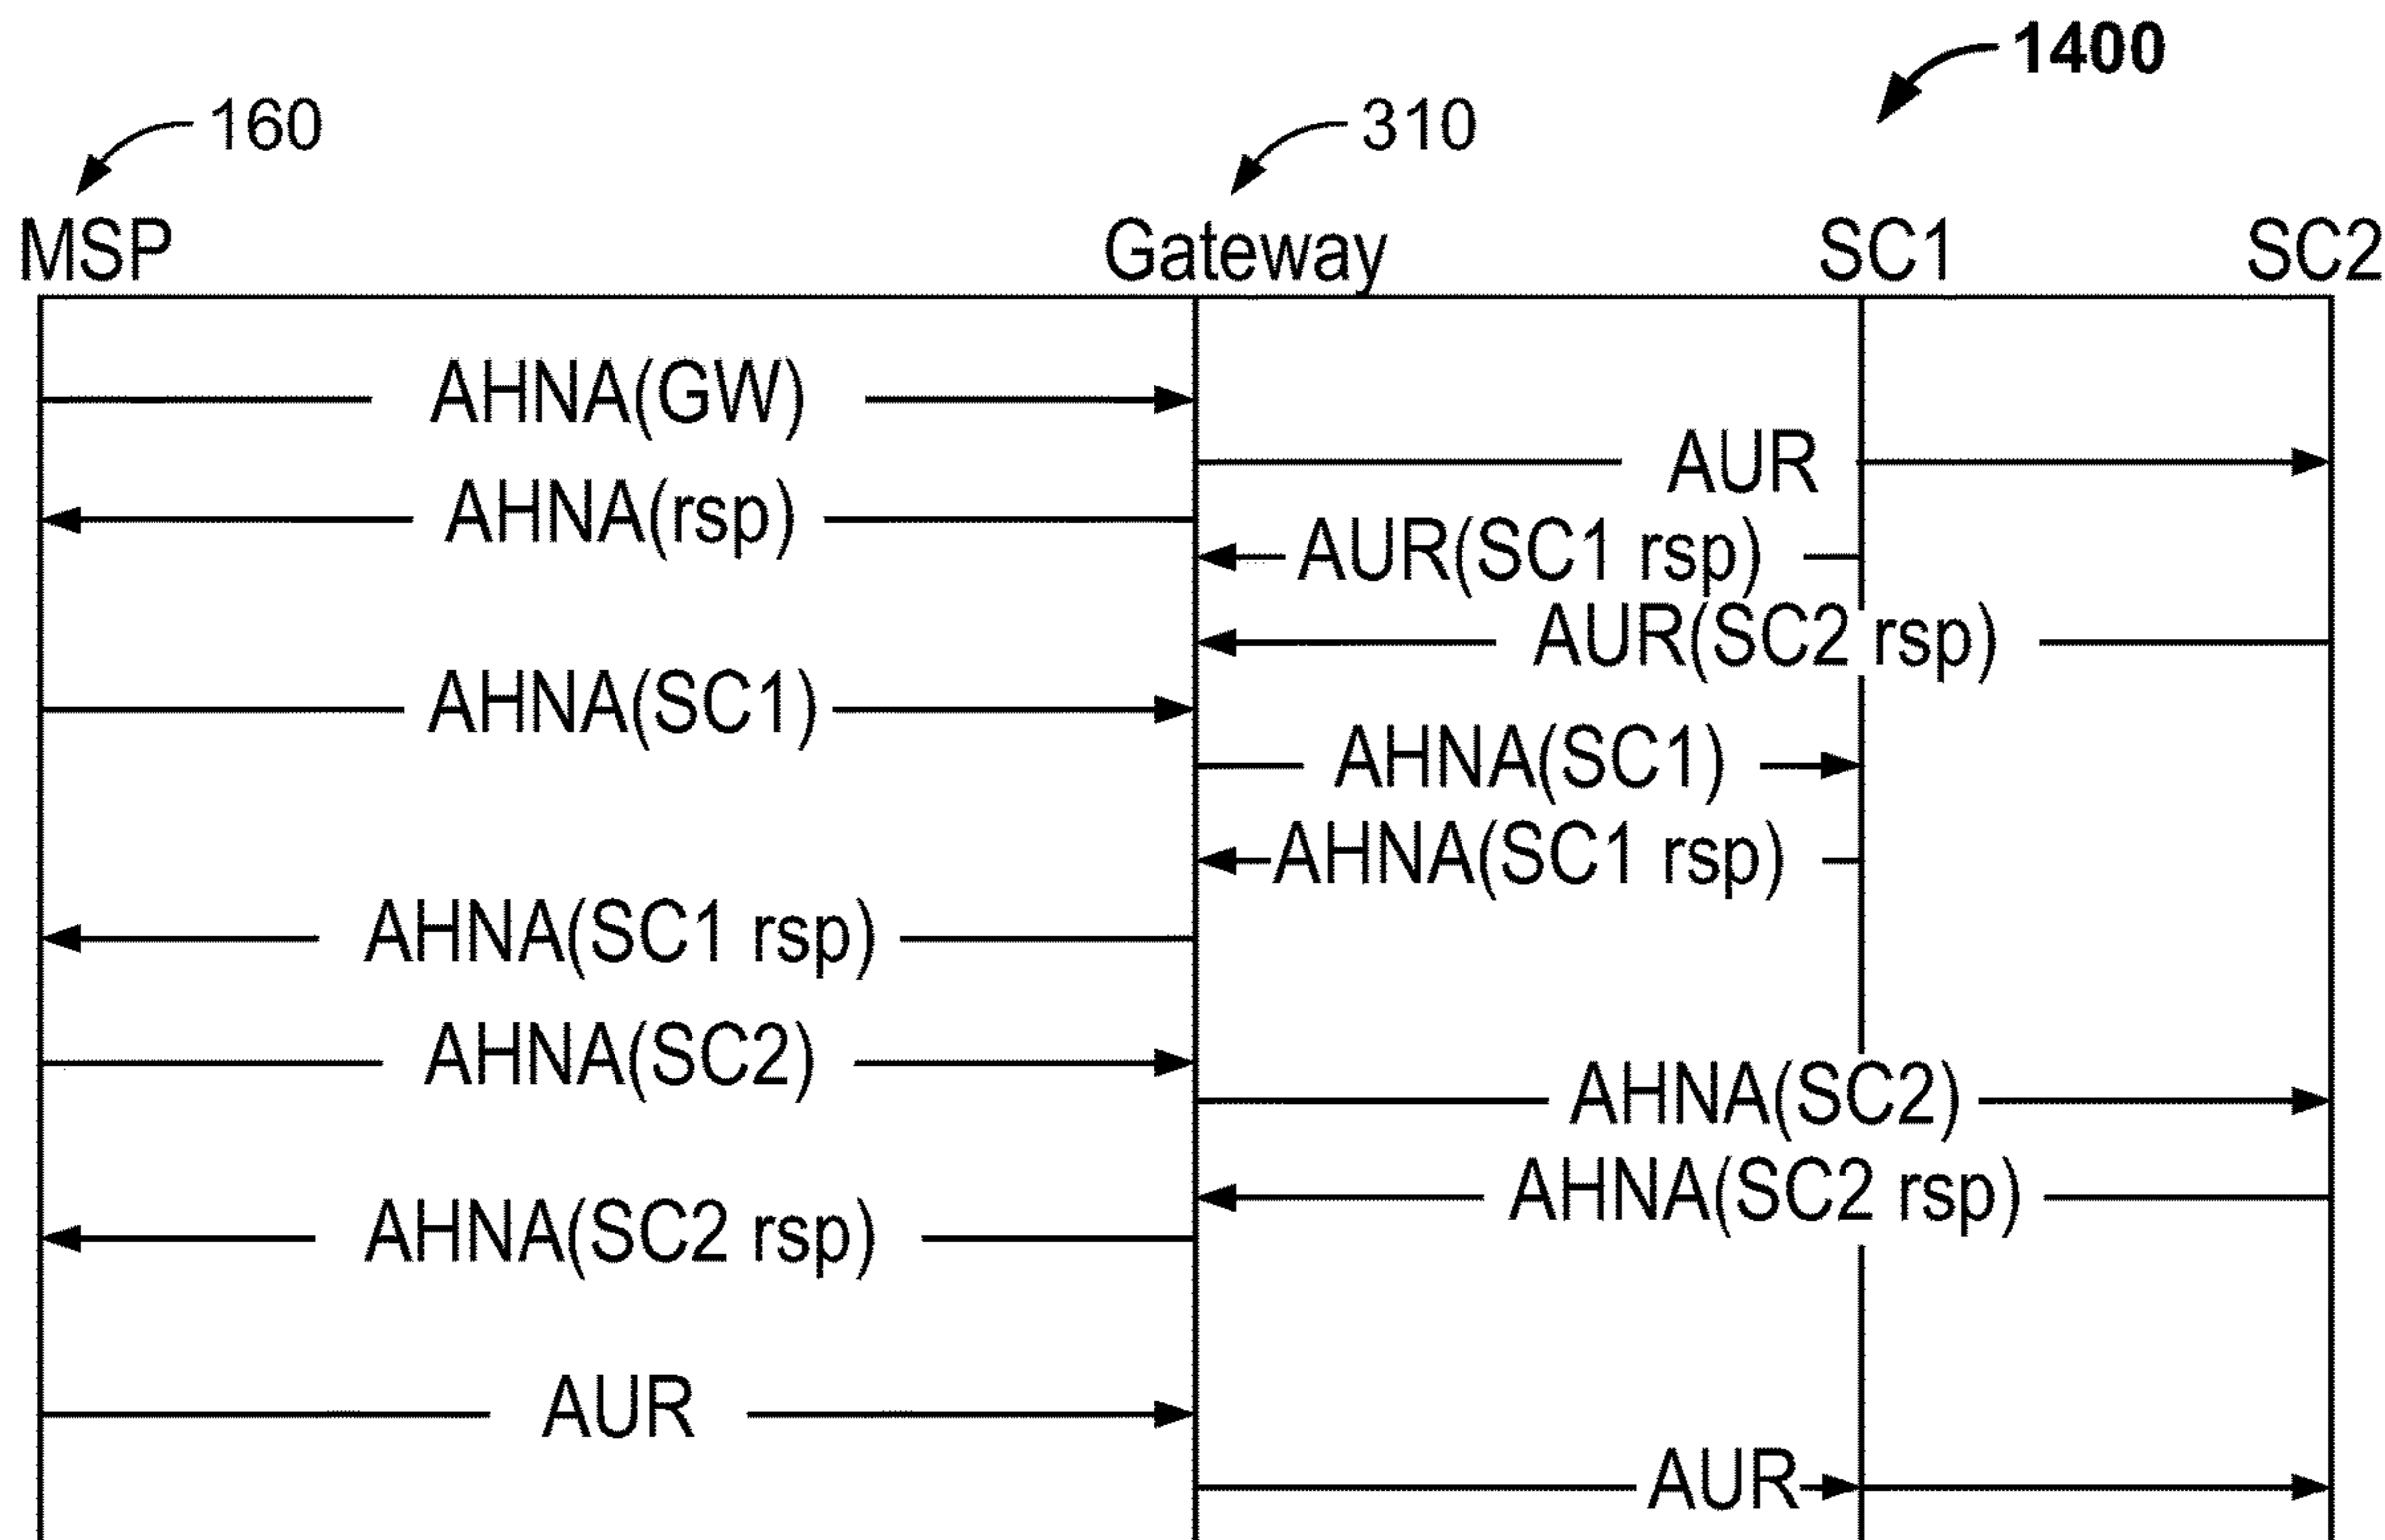 1400
160
310
MSP
Gateway
SC1
SC2
AHNA(GW)
AUR
AHNA(rsp)
AUR(SC1 rsp)
AUR(SC2 rsp)
AHNA(SC1)
AHNA(SC1)
AHNA(SC1 rsp)
AHNA(SC1 rsp)
AHNA(SC2)
AHNA(SC2)
AHNA(SC2 rsp)
AHNA(SC2 rsp)
AUR
AUR